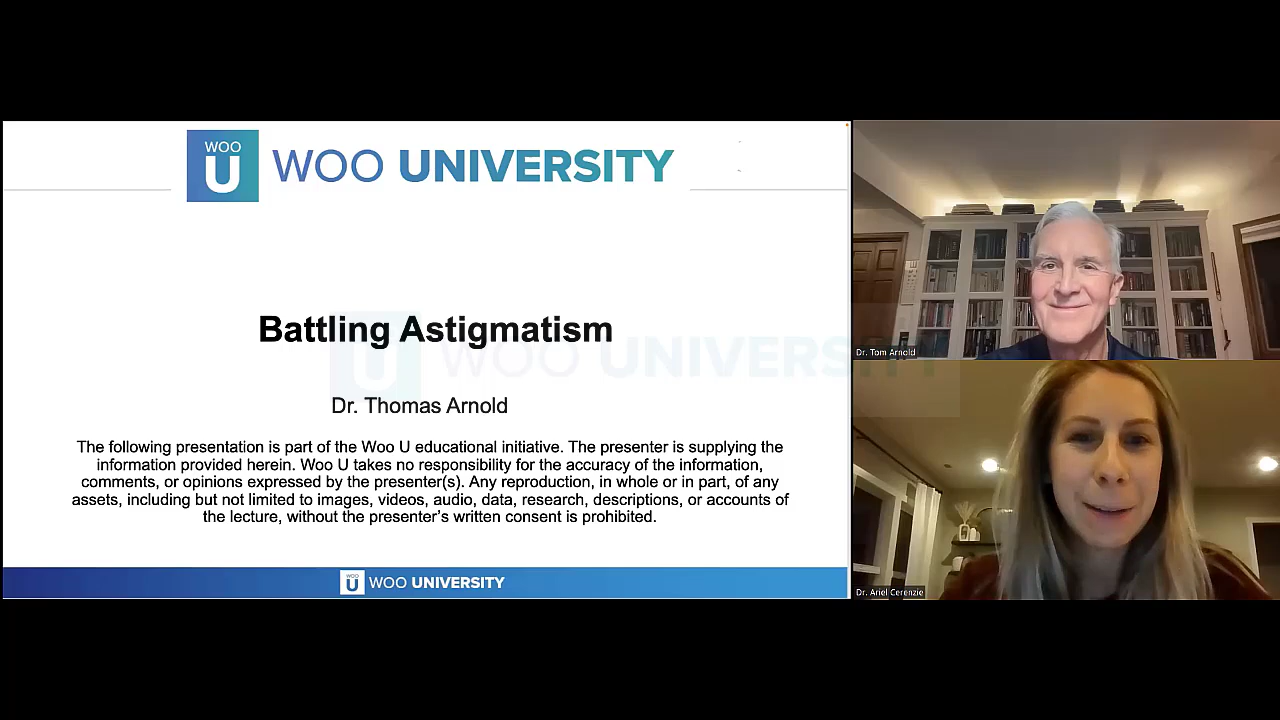 WOO
U
WOO UNIVERSITY
Battling Astigmatism
WOO UNIVERSITY
U
Dr. Thomas Arnold
The following presentation is part of the Woo U educational initiative. The presenter is supplying the
information provided herein. Woo U takes no responsibility for the accuracy of the information,
comments, or opinions expressed by the presenter(s). Any reproduction, in whole or in part, of any
assets, including but not limited to images, videos, audio, data, research, descriptions, or accounts of
the lecture, without the presenter's written consent is prohibited.
WOO
U
WOO UNIVERSITY
Dr. Tom Arnold
Dr. Ariel Cerenzie